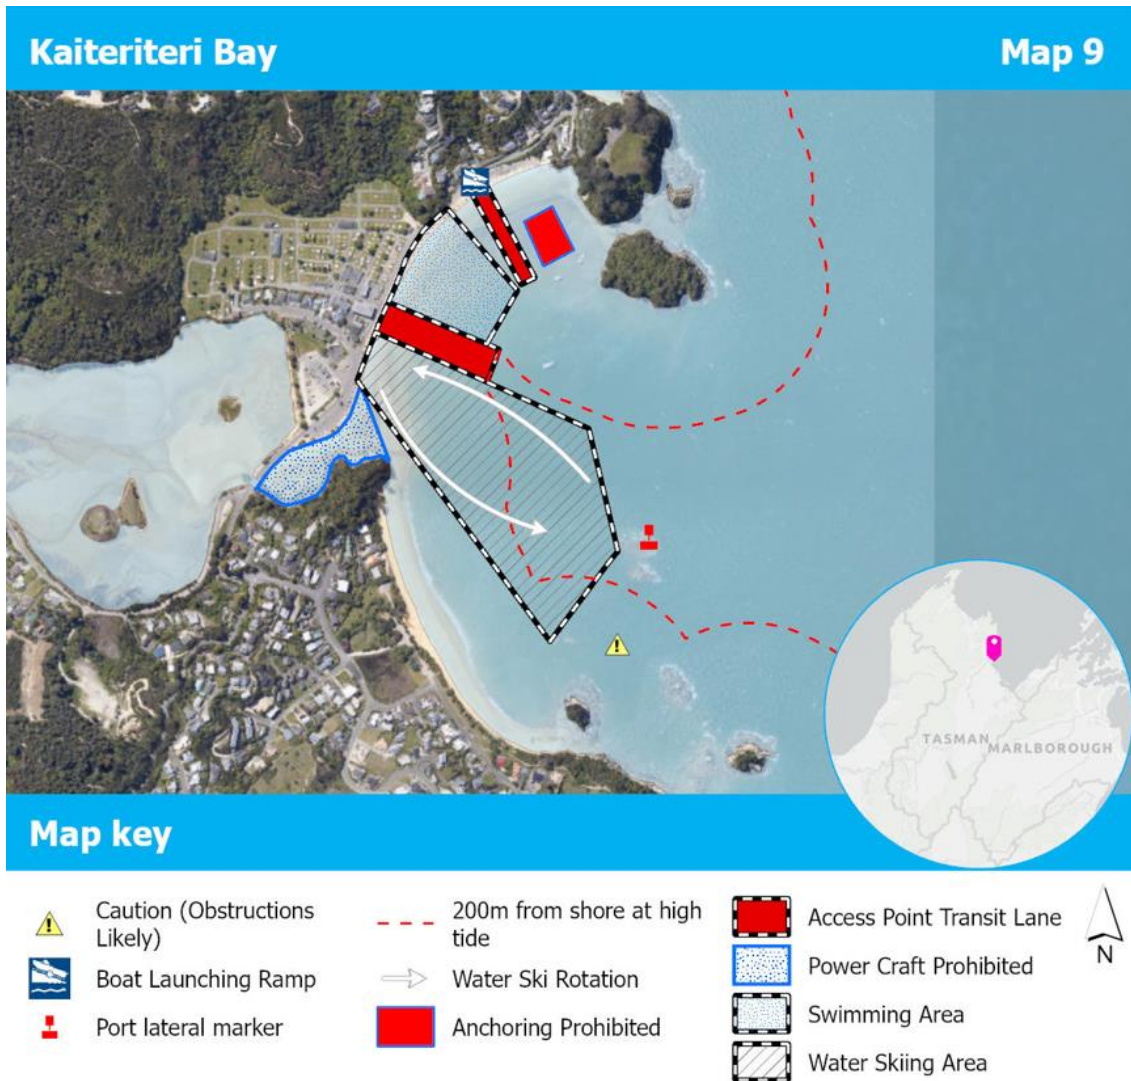 Kaiteriteri Bay
Map 9
TASMAN
MARLBOROUGH
Map key
Caution (Obstructions
Likely)
Boat Launching Ramp
Port lateral marker
200m from shore at high
tide
Water Ski Rotation
Anchoring Prohibited
Access Point Transit Lane
Power Craft Prohibited
Swimming Area
Water Skiing Area
N